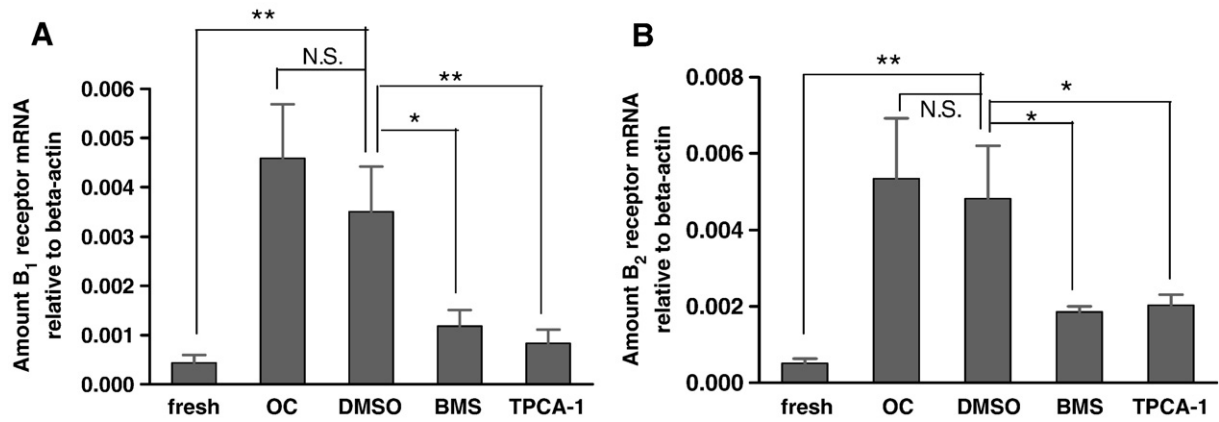 A
**
N.S.
**
*
0.006
0.005
0.004
0.003
0.002
0.001
0.000
Amount B1 receptor mRNA
relative to beta-actin
fresh OC DMSO BMS TPCA-1
B
**
*
N.S.
*
0.008
0.006
0.004
0.002
0.000
Amount B2 receptor mRNA
relative to beta-actin
fresh OC DMSO BMS TPCA-1